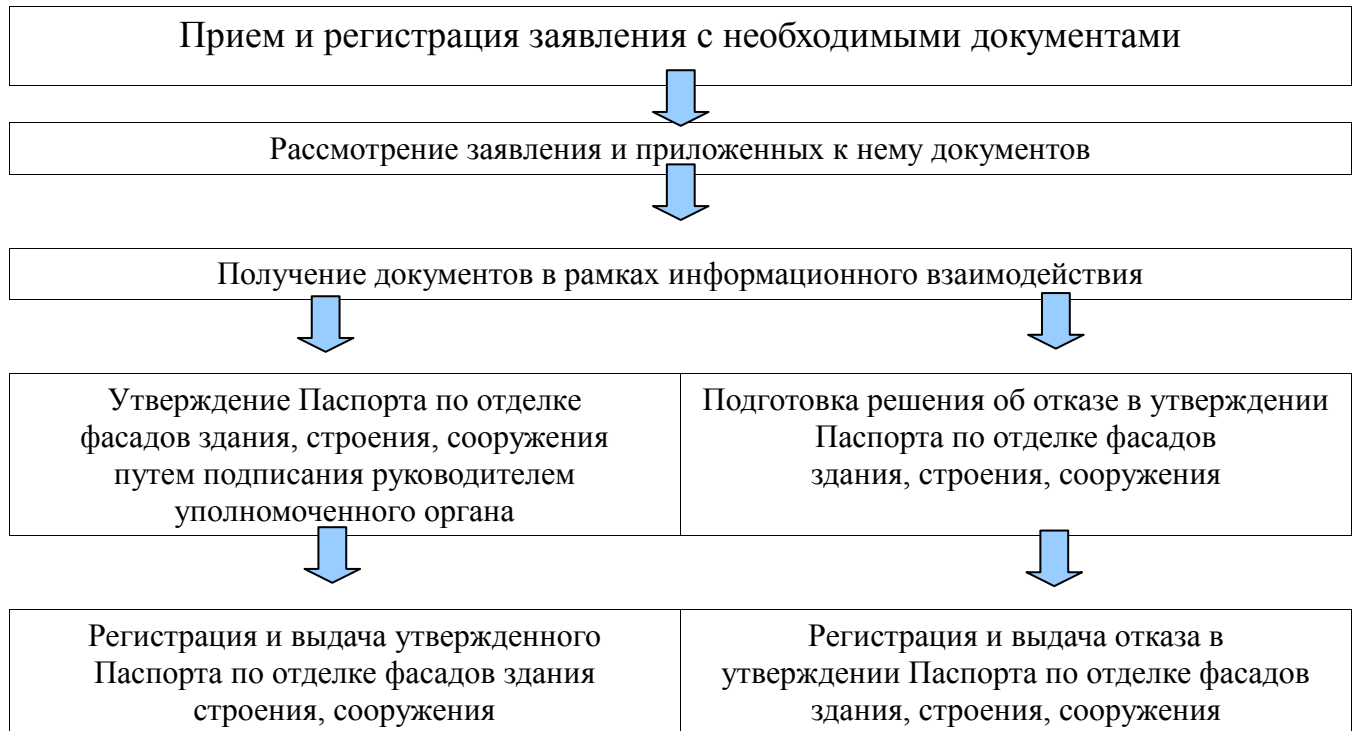 Прием и регистрация заявления с необходимыми документами
Рассмотрение заявления и приложенных к нему документов
Получение документов в рамках информационного взаимодействия
Утверждение Паспорта по отделке
фасадов здания, строения, сооружения
путем подписания руководителем
уполномоченного органа
Подготовка решения об отказе в утверждении
Паспорта по отделке фасадов
здания, строения, сооружения
Регистрация и выдача утвержденного
Паспорта по отделке фасадов здания
строения, сооружения
Регистрация и выдача отказа в
утверждении Паспорта по отделке фасадов
здания, строения, сооружения